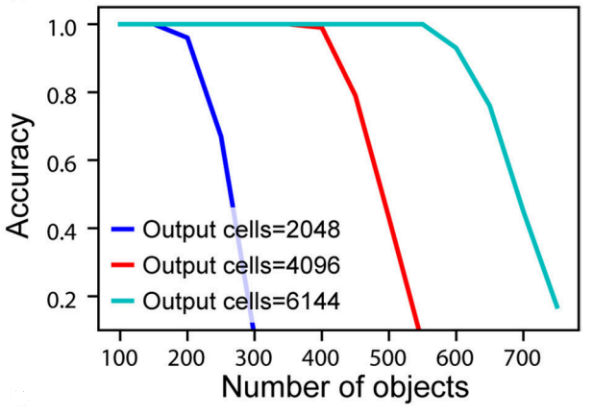 Accuracy
1.0
0.8
0.6
0.4
0.2
Output cells=2048
Output cells=4096
Output cells=6144
100 200 300 400 500 600 700
Number of objects